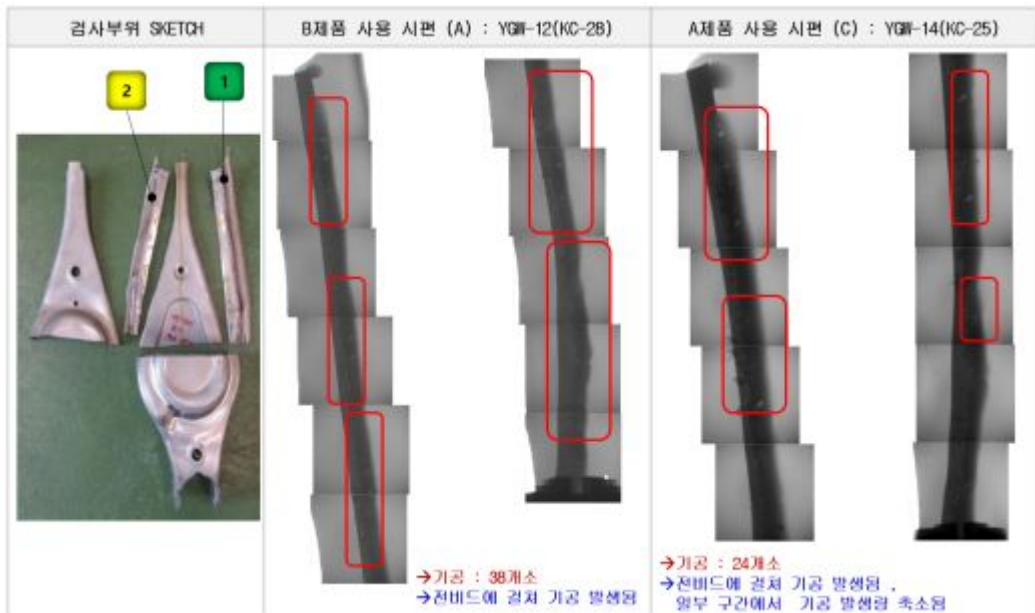 검사부위 SKETCH
B제품 사용 시편 (A) : YGW-12(KC-28)
A제품 사용 시편 (C) : YGW-14(KC-25)
2
1
→기공 : 38개소
→전비드에 걸쳐 기공 발생됨
→기공 : 24개소
→전비드에 걸쳐 기공 발생됨 ,
일부 구간에서 기공 발생량 축소됨